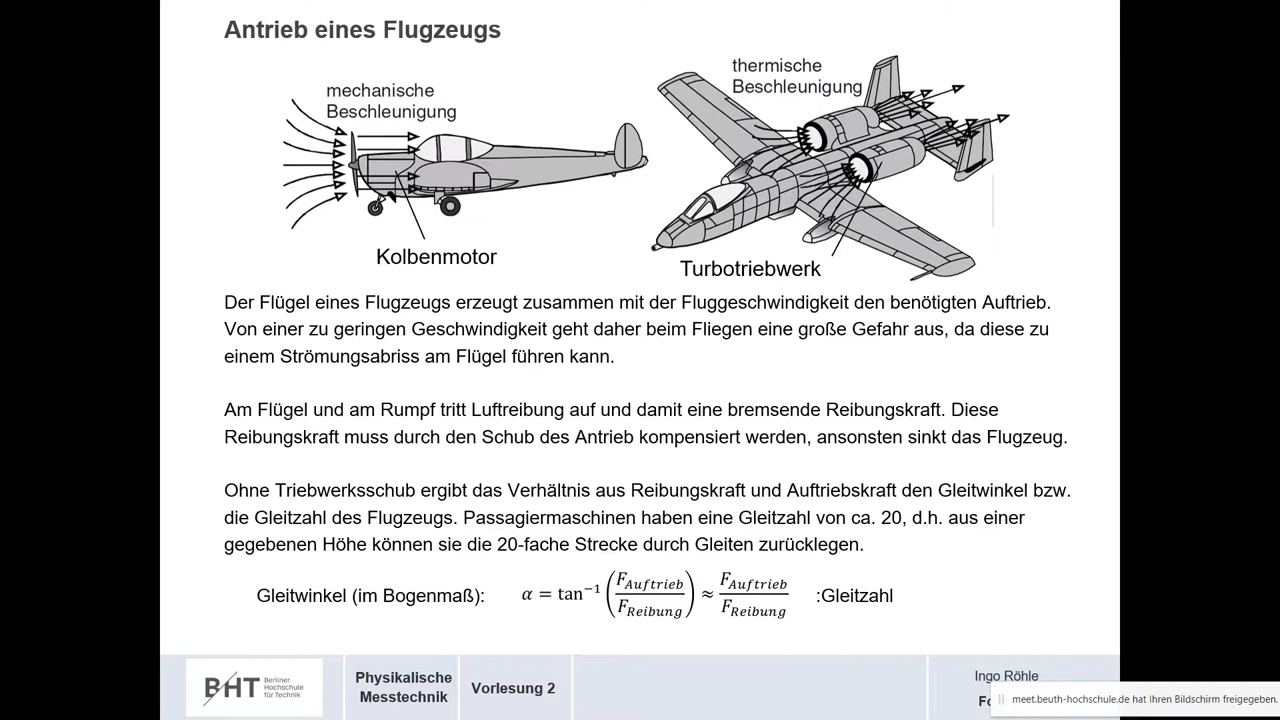 Antrieb eines Flugzeugs
mechanische
Beschleunigung
thermische
Beschleunigung
Kolbenmotor
Turbotriebwerk
Der Flügel eines Flugzeugs erzeugt zusammen mit der Fluggeschwindigkeit den benötigten Auftrieb.
Von einer zu geringen Geschwindigkeit geht daher beim Fliegen eine große Gefahr aus, da diese zu
einem Strömungsabriss am Flügel führen kann.
Am Flügel und am Rumpf tritt Luftreibung auf und damit eine bremsende Reibungskraft. Diese
Reibungskraft muss durch den Schub des Antrieb kompensiert werden, ansonsten sinkt das Flugzeug.
Ohne Triebwerksschub ergibt das Verhältnis aus Reibungskraft und Auftriebskraft den Gleitwinkel bzw.
die Gleitzahl des Flugzeugs. Passagiermaschinen haben eine Gleitzahl von ca. 20, d.h. aus einer
gegebenen Höhe können sie die 20-fache Strecke durch Gleiten zurücklegen.
Gleitwinkel (im Bogenmaß): α = tan⁻¹ (F_Auftrieb / F_Reibung) ≈ F_Auftrieb / F_Reibung :Gleitzahl
BHT Berliner
Hochschule
für Technik
Physikalische
Messtechnik
Vorlesung 2
Ingo Röhle
meet.beuth-hochschule.de hat Ihren Bildschirm freigegeben.